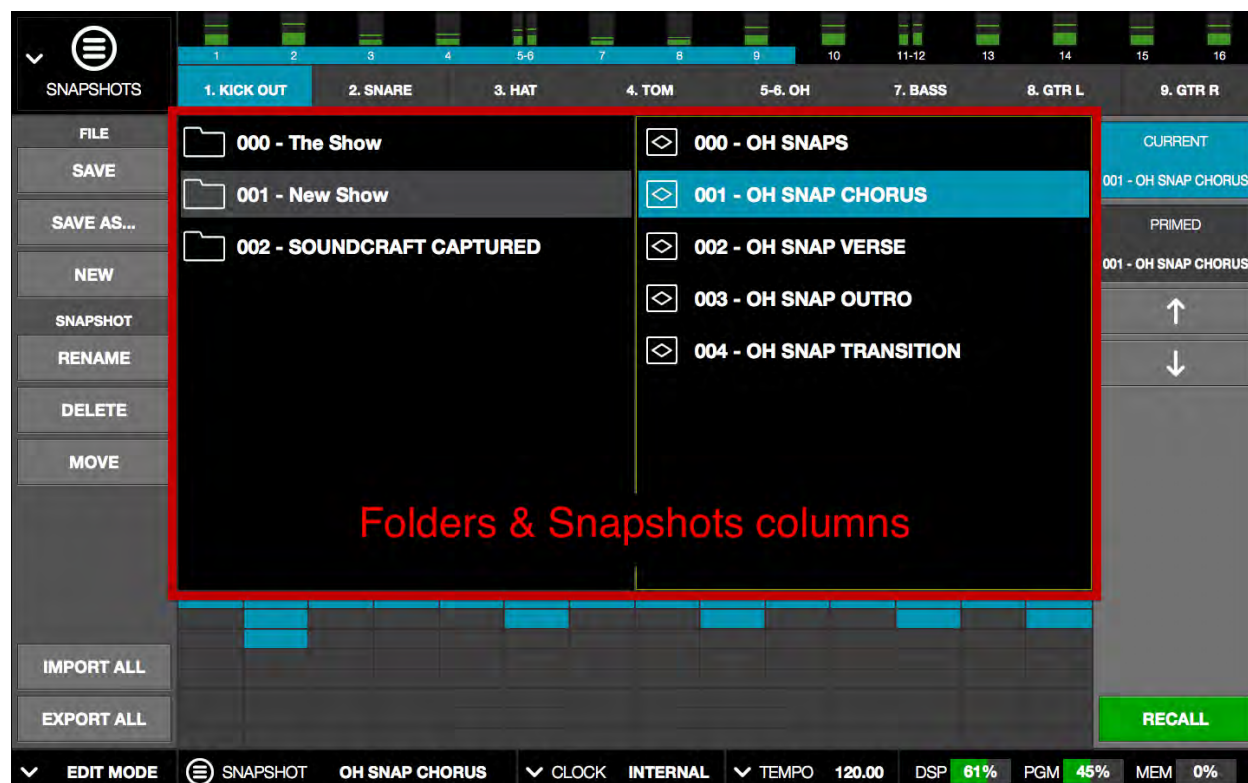 SNAPSHOTS
1 2 3 4 5-6 7 8 9 10 11-12 13 14 15 16
1. KICK OUT 2. SNARE 3. HAT 4. TOM 5-6. OH 7. BASS 8. GTR L 9. GTR R
FILE
SAVE
SAVE AS...
NEW
SNAPSHOT
RENAME
DELETE
MOVE
IMPORT ALL
EXPORT ALL
000 - The Show
001 - New Show
002 - SOUNDCRAFT CAPTURED
000 - OH SNAPS
001 - OH SNAP CHORUS
002 - OH SNAP VERSE
003 - OH SNAP OUTRO
004 - OH SNAP TRANSITION
Folders & Snapshots columns
CURRENT
001 - OH SNAP CHORUS
PRIMED
001 - OH SNAP CHORUS
RECALL
EDIT MODE SNAPSHOT OH SNAP CHORUS CLOCK INTERNAL TEMPO 120.00 DSP 61% PGM 45% MEM 0%